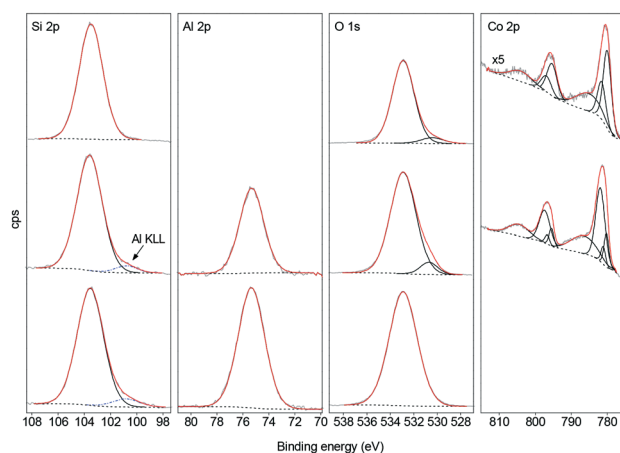 Si 2p
Al 2p
O 1s
Co 2p
x5
Al KLL
cps
108 106 104 102 100 98
80 78 76 74 72 70
538 536 534 532 530 528
810 800 790 780
Binding energy (eV)